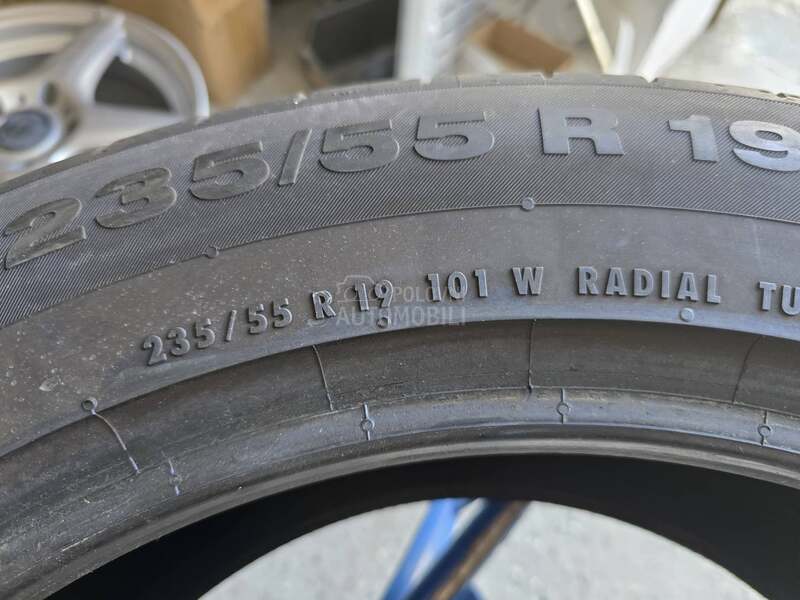 235/55 R 19
235/55 R 19 101 W RADIAL TU
POLO
AUTOMOBILI